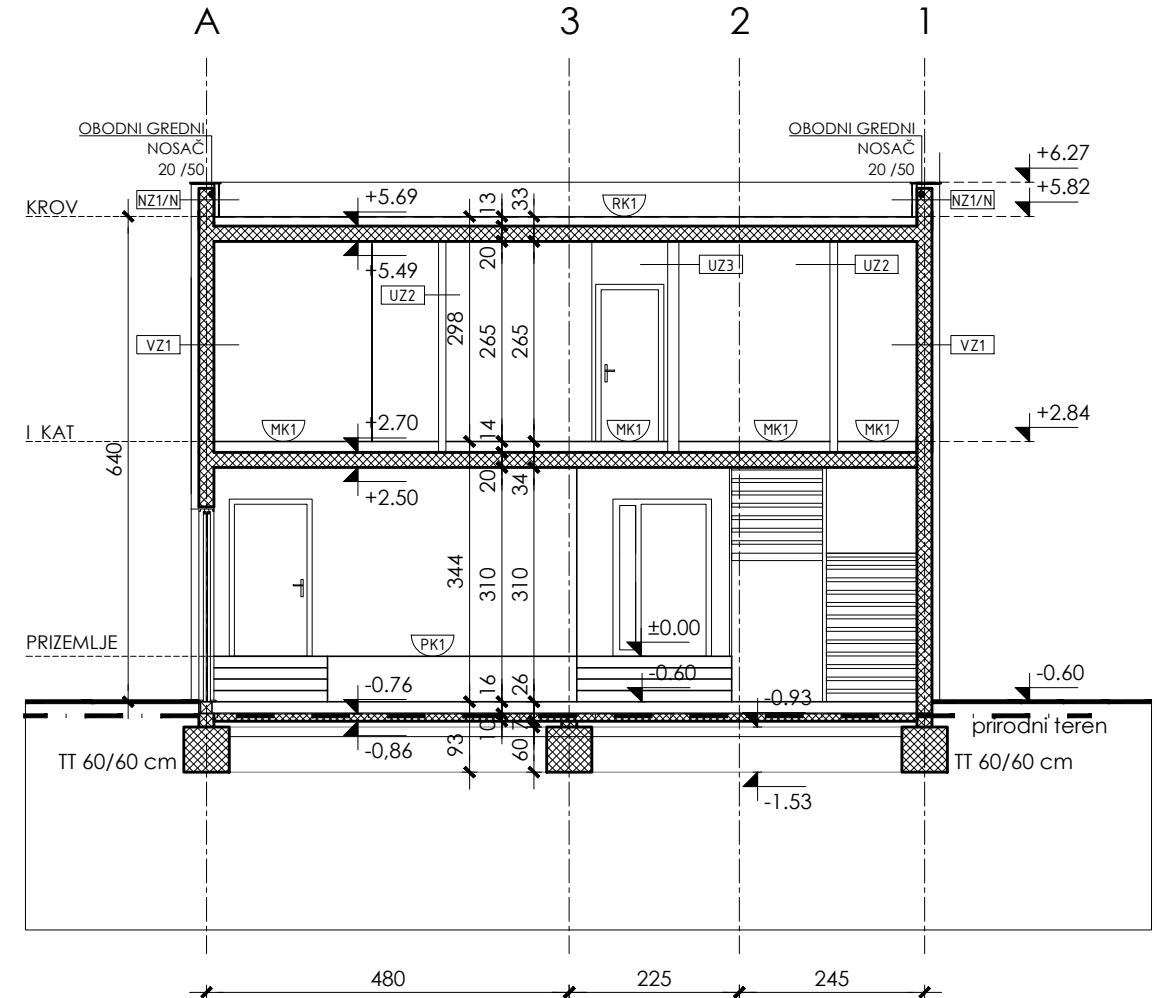 A 3 2 1
OBODNI GREDNI
NOSAČ
20 /50
OBODNI GREDNI
NOSAČ
20 /50
+6.27
+5.82
NZ1/N
NZ1/N
KROV
+5.69
13
33
RK1
20
+5.49
UZ2
UZ3
UZ2
298
265
265
VZ1
VZ1
MK1
MK1
MK1
MK1
I KAT
+2.70
14
+2.84
640
20
34
+2.50
344
310
310
PRIZEMLJE
PK1
±0.00
-0.60
-0.76
16
26
-0.93
-0.60
prirodni teren
10
7
-0,86
93
60
TT 60/60 cm
TT 60/60 cm
-1.53
480 225 245